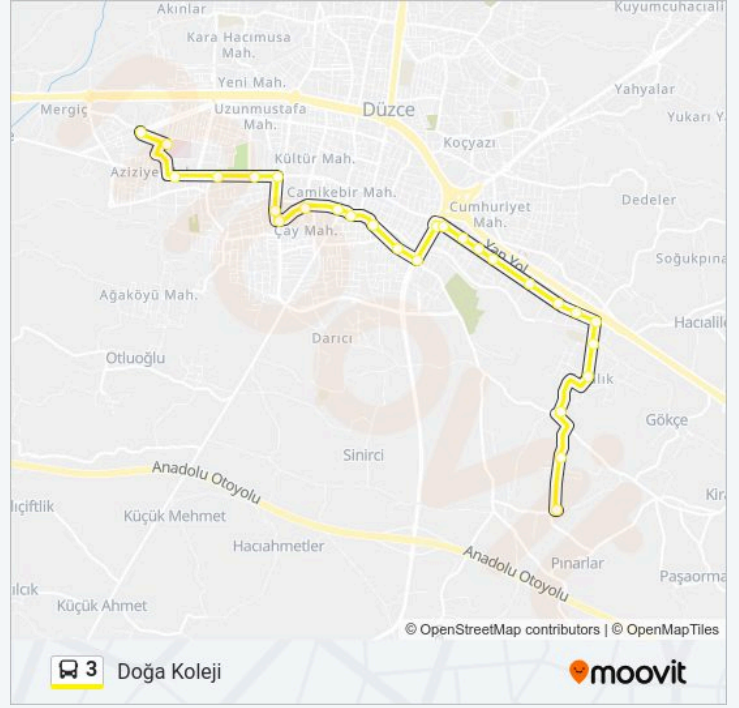 Akınlar
Kuyumcuhacıali
Kara Hacımusa
Mah.
Yeni Mah.
Yahyalar
Mergiç
Uzunmustafa
Mah.
Düzce
Yukarı Y
Koçyazı
Kültür Mah.
Aziziye
Camikebir Mah.
Dedeler
Cumhuriyet
Mah.
Çay Mah.
Yan Yol
Soğukpına
Ağaköyü Mah.
Hacıalile
Darıcı
Otluoğlu
lık
Gökçe
Sinirci
Anadolu Otoyolu
Kir
lıçiftlik
Küçük Mehmet
Hacıahmetler
Anadolu Otoyolu
Pınarlar
Paşaorma
ılcık
Küçük Ahmet
© OpenStreetMap contributors | © OpenMapTiles
3 Doğa Koleji
moovit